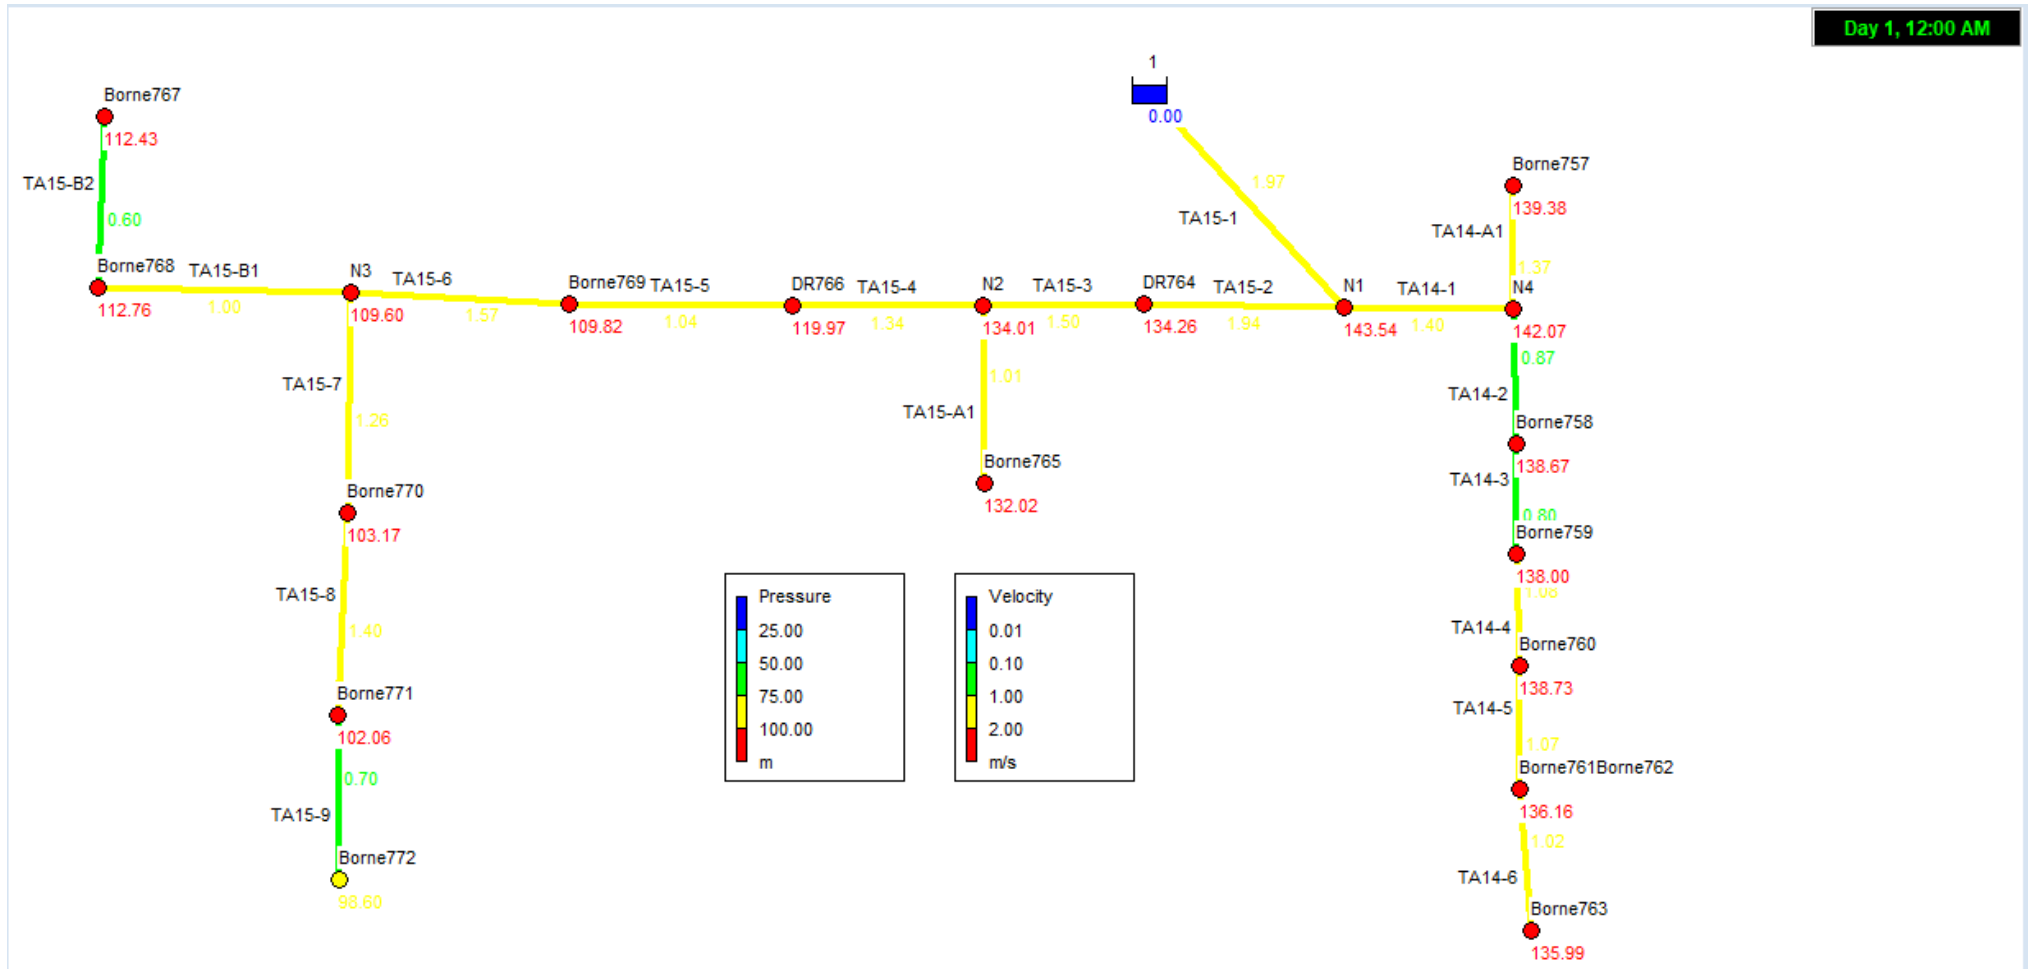 Day 1, 12:00 AM
1
0.00
Borne767
112.43
TA15-B2
0.60
Borne768
112.76
TA15-B1
1.00
N3
109.60
TA15-6
1.57
Borne769
109.82
TA15-5
1.04
DR766
119.97
TA15-4
1.34
N2
134.01
TA15-3
1.50
DR764
134.26
TA15-2
1.94
TA15-1
1.97
N1
143.54
TA14-1
1.40
Borne757
139.38
TA14-A1
1.37
N4
142.07
0.87
TA14-2
Borne758
138.67
TA14-3
0.80
Borne759
138.00
1.08
TA14-4
Borne760
138.73
TA14-5
1.07
Borne761Borne762
136.16
1.02
TA14-6
Borne763
135.99
TA15-7
1.26
Borne770
103.17
TA15-8
1.40
Borne771
102.06
0.70
TA15-9
Borne772
98.60
1.01
TA15-A1
Borne765
132.02
Pressure
25.00
50.00
75.00
100.00
m
Velocity
0.01
0.10
1.00
2.00
m/s